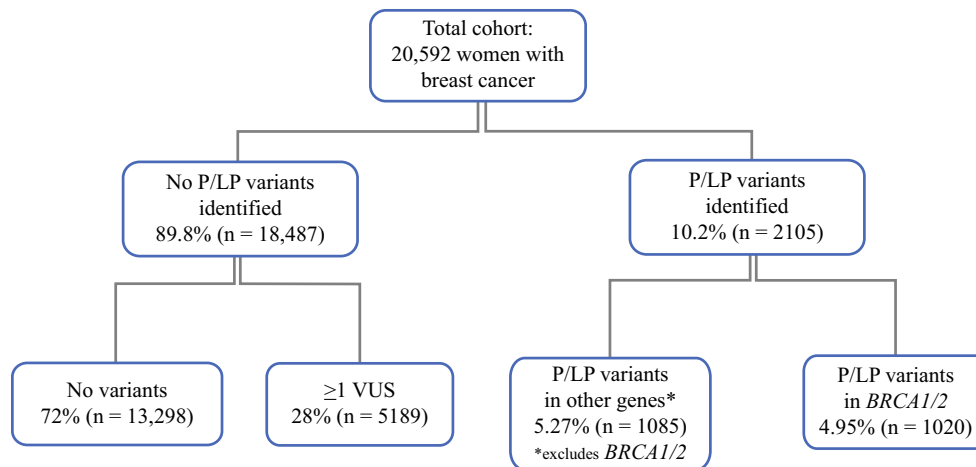 Total cohort:
20,592 women with
breast cancer
No P/LP variants
identified
89.8% (n = 18,487)
P/LP variants
identified
10.2% (n = 2105)
No variants
72% (n = 13,298)
≥1 VUS
28% (n = 5189)
P/LP variants
in other genes*
5.27% (n = 1085)
*excludes BRCA1/2
P/LP variants
in BRCA1/2
4.95% (n = 1020)